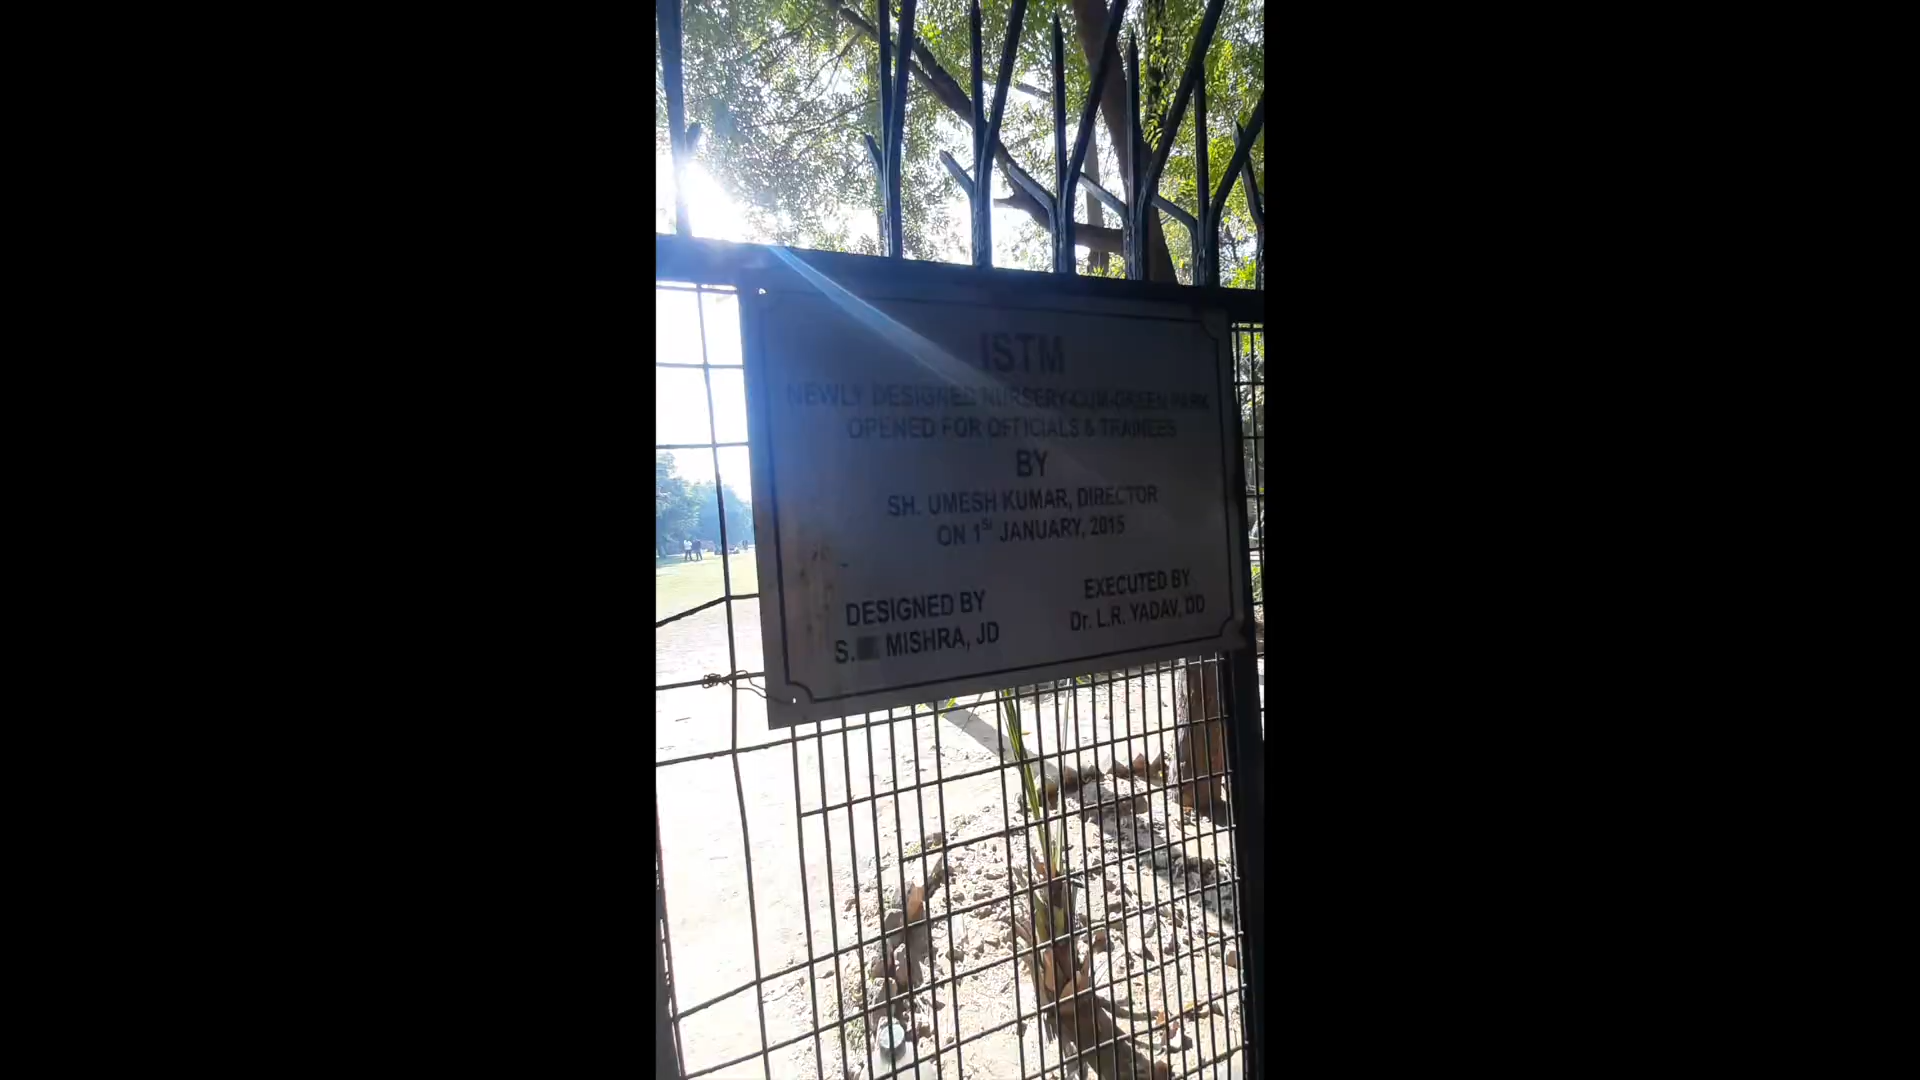 ISTM
NEWLY DESIGNED NURSERY-CUM-GREEN PARK
OPENED FOR OFFICIALS & TRAINEES
BY
SH. UMESH KUMAR, DIRECTOR
ON 1ST JANUARY, 2015
DESIGNED BY
S. MISHRA, JD
EXECUTED BY
Dr. L.R. YADAV, DD